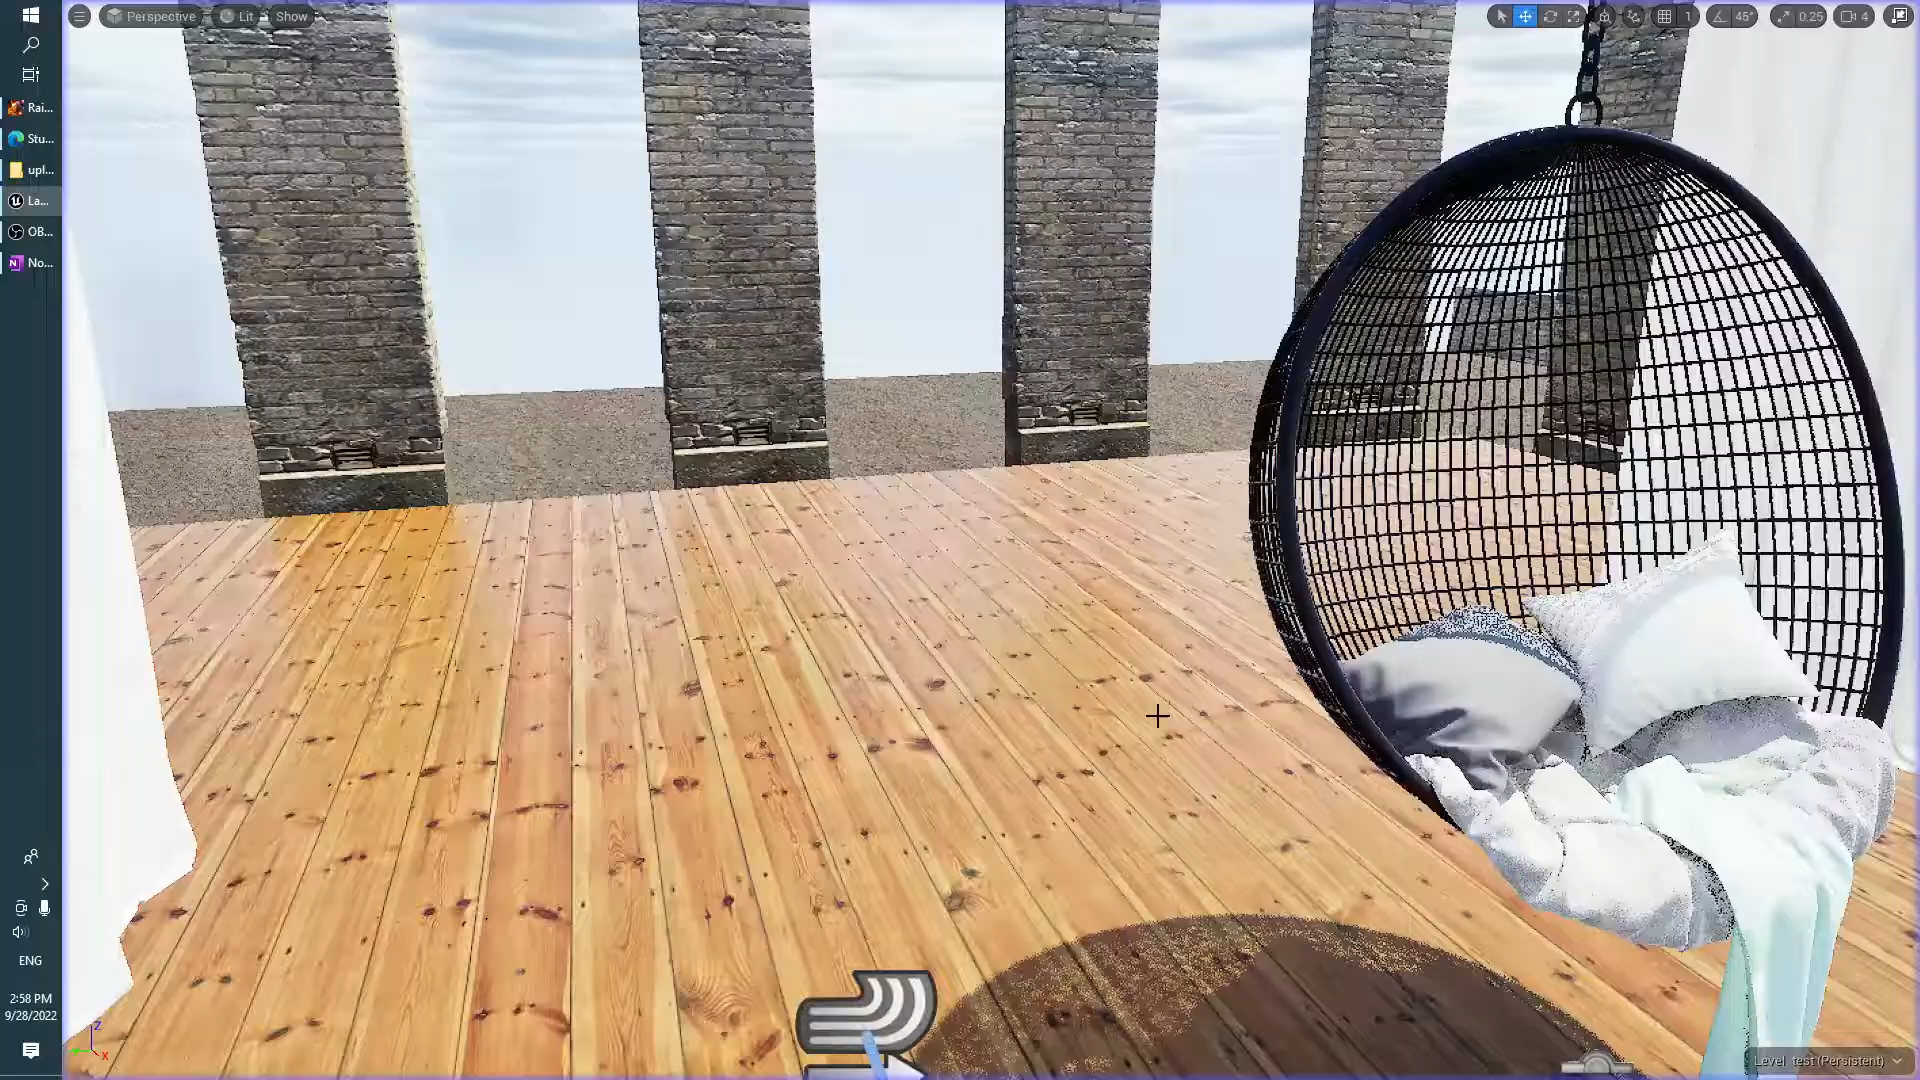 Perspective
Lit
Show
1
45°
0.25
4
Rai...
Stu...
upl...
La...
OB...
No...
ENG
2:58 PM
9/28/2022
Z
X
Level: test (Persistent)